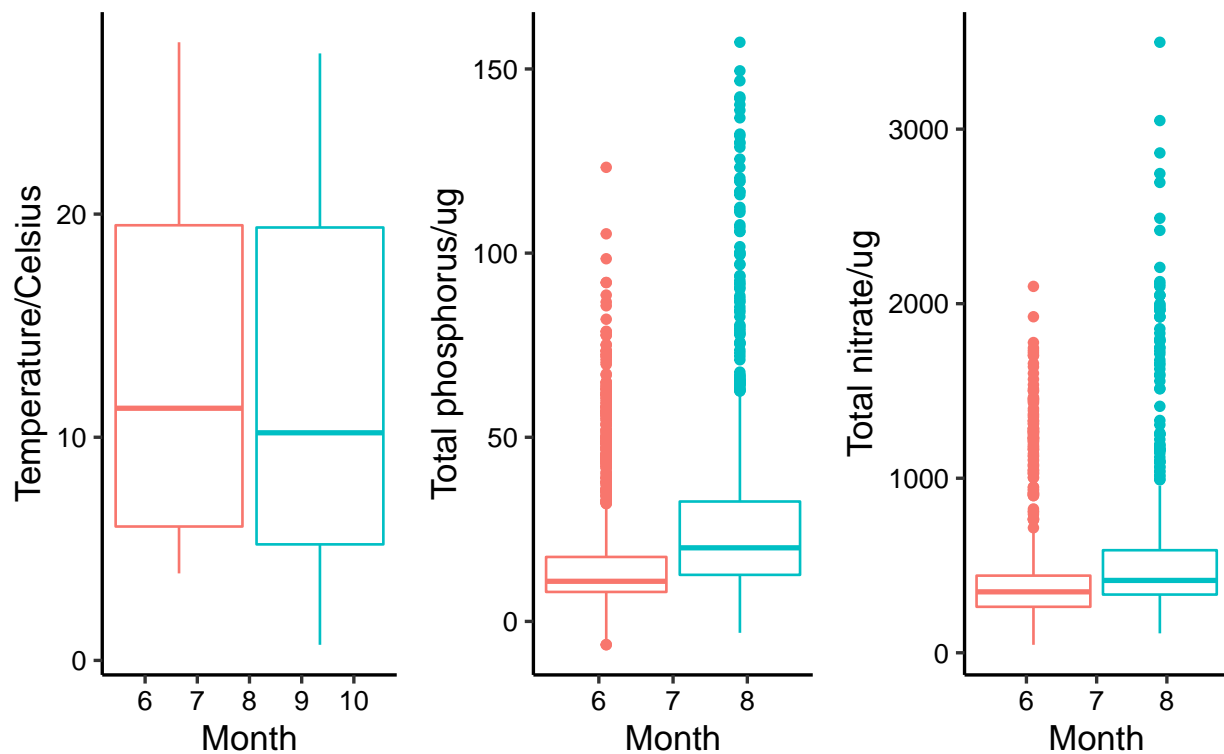 Temperature/Celsius
20
10
0
6 7 8 9 10
Month
Total phosphorus/ug
150
100
50
0
6 7 8
Month
Total nitrate/ug
3000
2000
1000
0
6 7 8
Month